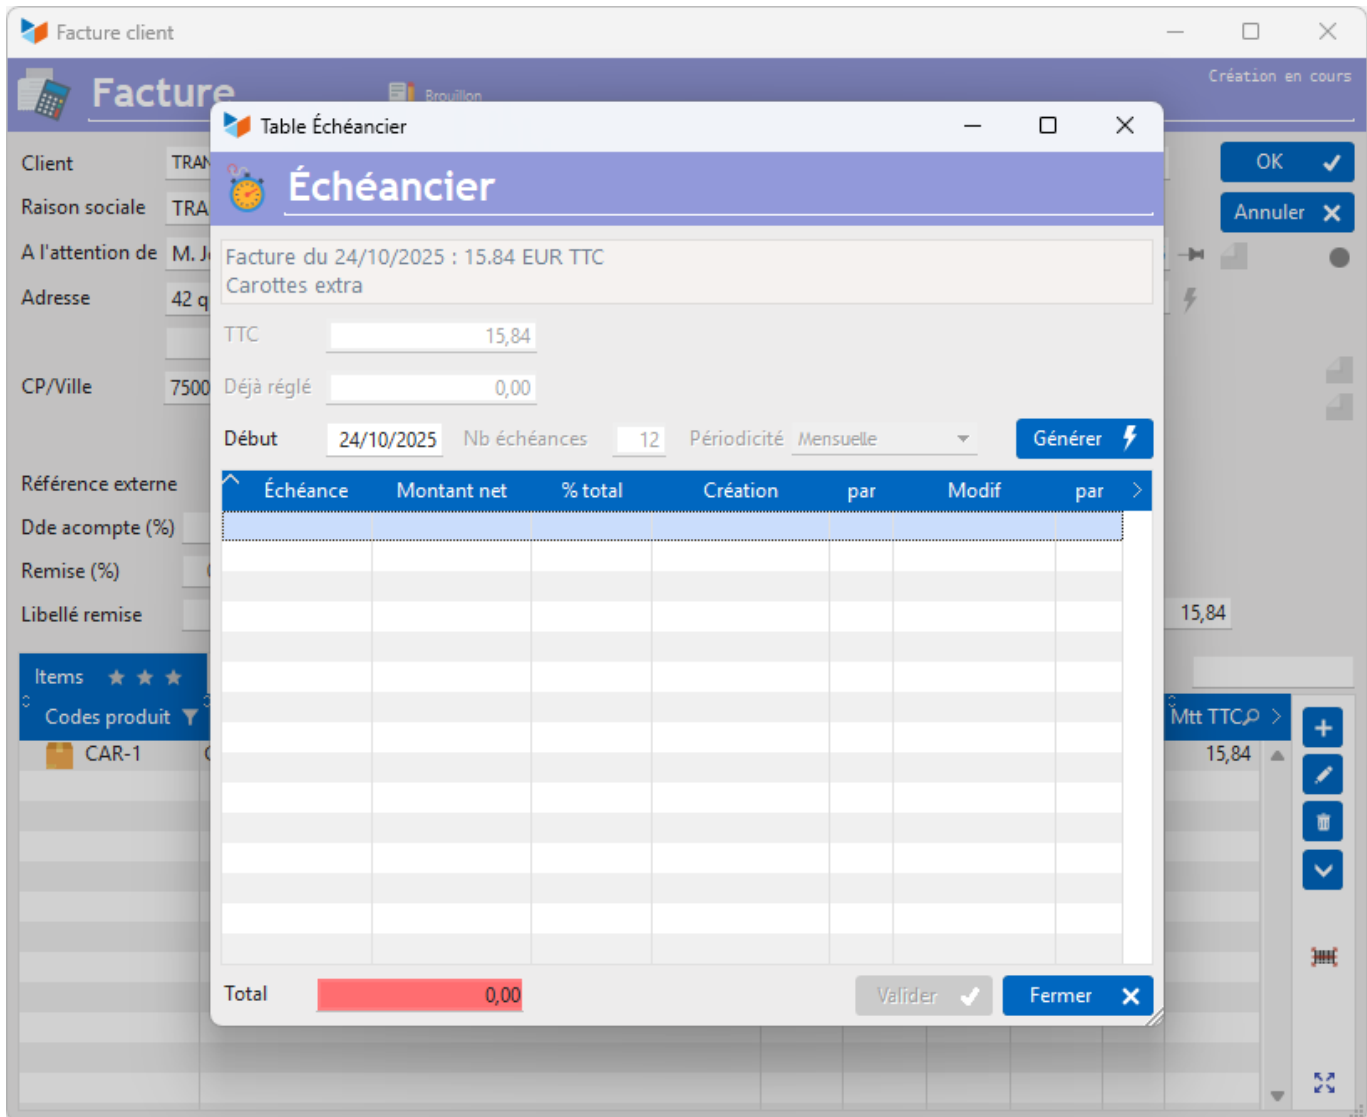 Facture client
Facture
Brouillon
Création en cours
Table Échéancier
Échéancier
Client
TRAN
OK
Raison sociale
TRA
Annuler
A l'attention de
M. J
Facture du 24/10/2025 : 15.84 EUR TTC
Carottes extra
Adresse
42 q
TTC
15,84
CP/Ville
7500
Déjà réglé
0,00
Début
24/10/2025
Nb échéances
12
Périodicité
Mensuelle
Générer
Référence externe
Échéance
Montant net
% total
Création
par
Modif
par
Dde acompte (%)
Remise (%)
Libellé remise
15,84
Items
Codes produit
Mtt TTC
CAR-1
15,84
Total
0,00
Valider
Fermer